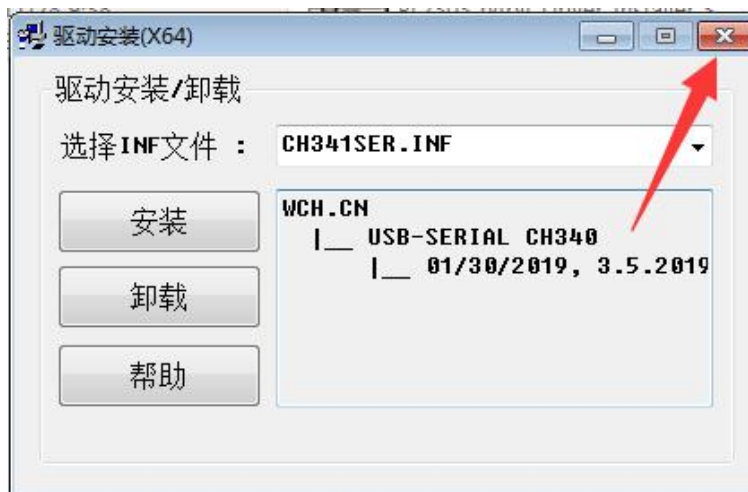 驱动安装(X64)
驱动安装/卸载
选择INF文件 :
CH341SER.INF
安装
卸载
帮助
WCH.CN
|__ USB-SERIAL CH340
|__ 01/30/2019, 3.5.2019